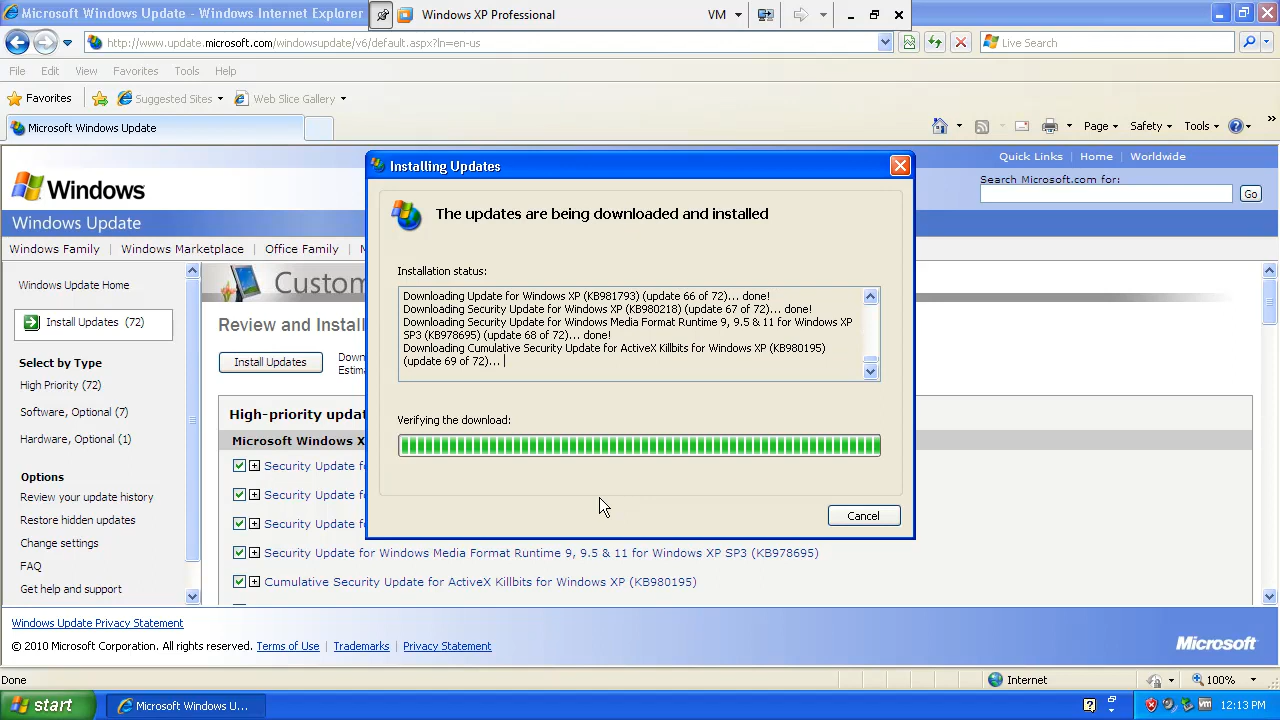 Microsoft Windows Update - Windows Internet Explorer
Windows XP Professional
VM
http://www.update.microsoft.com/windowsupdate/v6/default.aspx?ln=en-us
Live Search
File Edit View Favorites Tools Help
Favorites Suggested Sites Web Slice Gallery
Microsoft Windows Update
Page Safety Tools
Windows
Quick Links | Home | Worldwide
Search Microsoft.com for:
Go
Windows Update
Windows Family | Windows Marketplace | Office Family | M
Windows Update Home
Install Updates (72)
Select by Type
High Priority (72)
Software, Optional (7)
Hardware, Optional (1)
Options
Review your update history
Restore hidden updates
Change settings
FAQ
Get help and support
Custom
Review and Instal
Install Updates
Down
Estima
High-priority updat
Microsoft Windows X
Security Update fo
Security Update fo
Security Update fo
Security Update for Windows Media Format Runtime 9, 9.5 & 11 for Windows XP SP3 (KB978695)
Cumulative Security Update for ActiveX Killbits for Windows XP (KB980195)
Installing Updates
The updates are being downloaded and installed
Installation status:
Downloading Update for Windows XP (KB981793) (update 66 of 72)... done!
Downloading Security Update for Windows XP (KB980218) (update 67 of 72)... done!
Downloading Security Update for Windows Media Format Runtime 9, 9.5 & 11 for Windows XP
SP3 (KB978695) (update 68 of 72)... done!
Downloading Cumulative Security Update for ActiveX Killbits for Windows XP (KB980195)
(update 69 of 72)...
Verifying the download:
Cancel
Windows Update Privacy Statement
© 2010 Microsoft Corporation. All rights reserved. Terms of Use | Trademarks | Privacy Statement
Microsoft
Done
Internet
100%
start
Microsoft Windows U...
12:13 PM